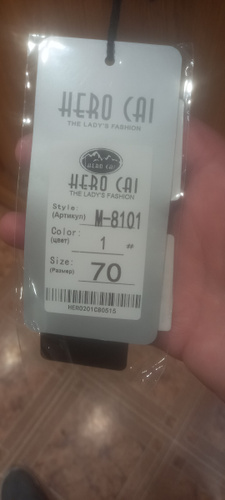 HERO CAI
THE LADY'S FASHION
HERO CAI
HERO CAI
THE LADY'S FASHION
Style:
(Артикул) M-8101
Color:
(Цвет) 1
Size:
(Размер) 70